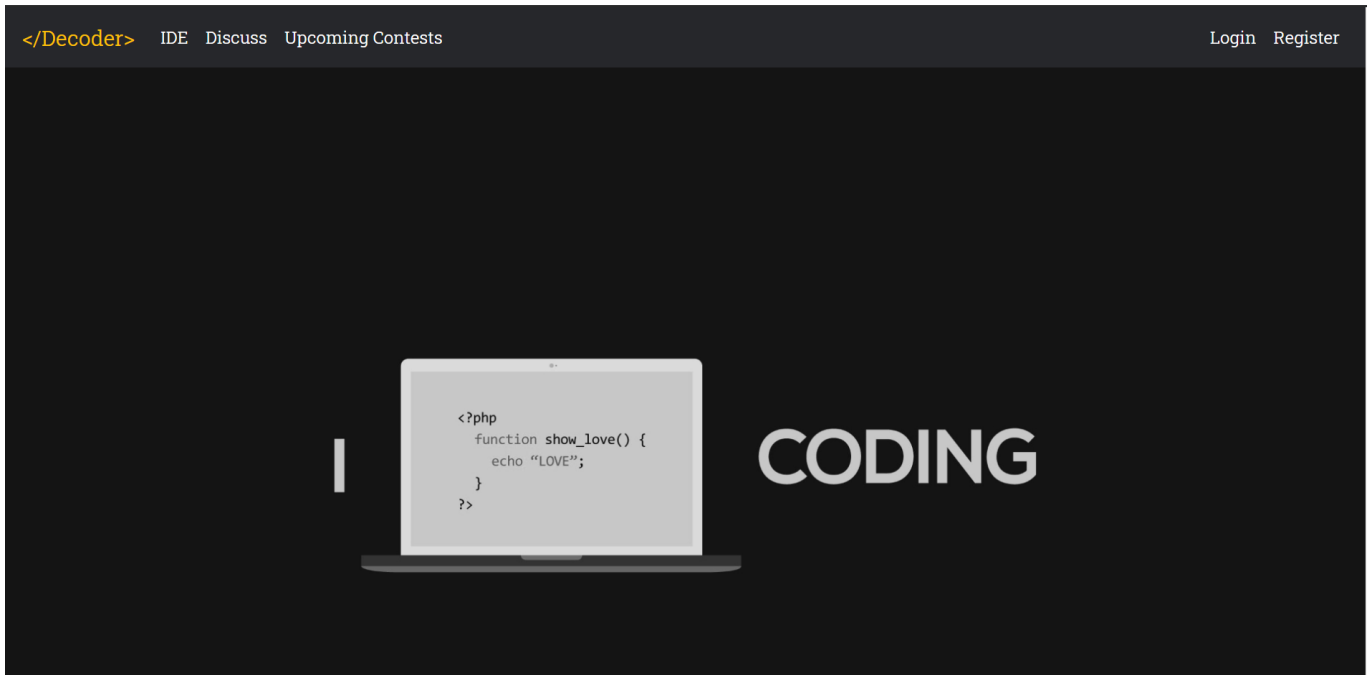 </Decoder> IDE Discuss Upcoming Contests Login Register
<?php
function show_love() {
echo “LOVE”;
}
?>
I CODING